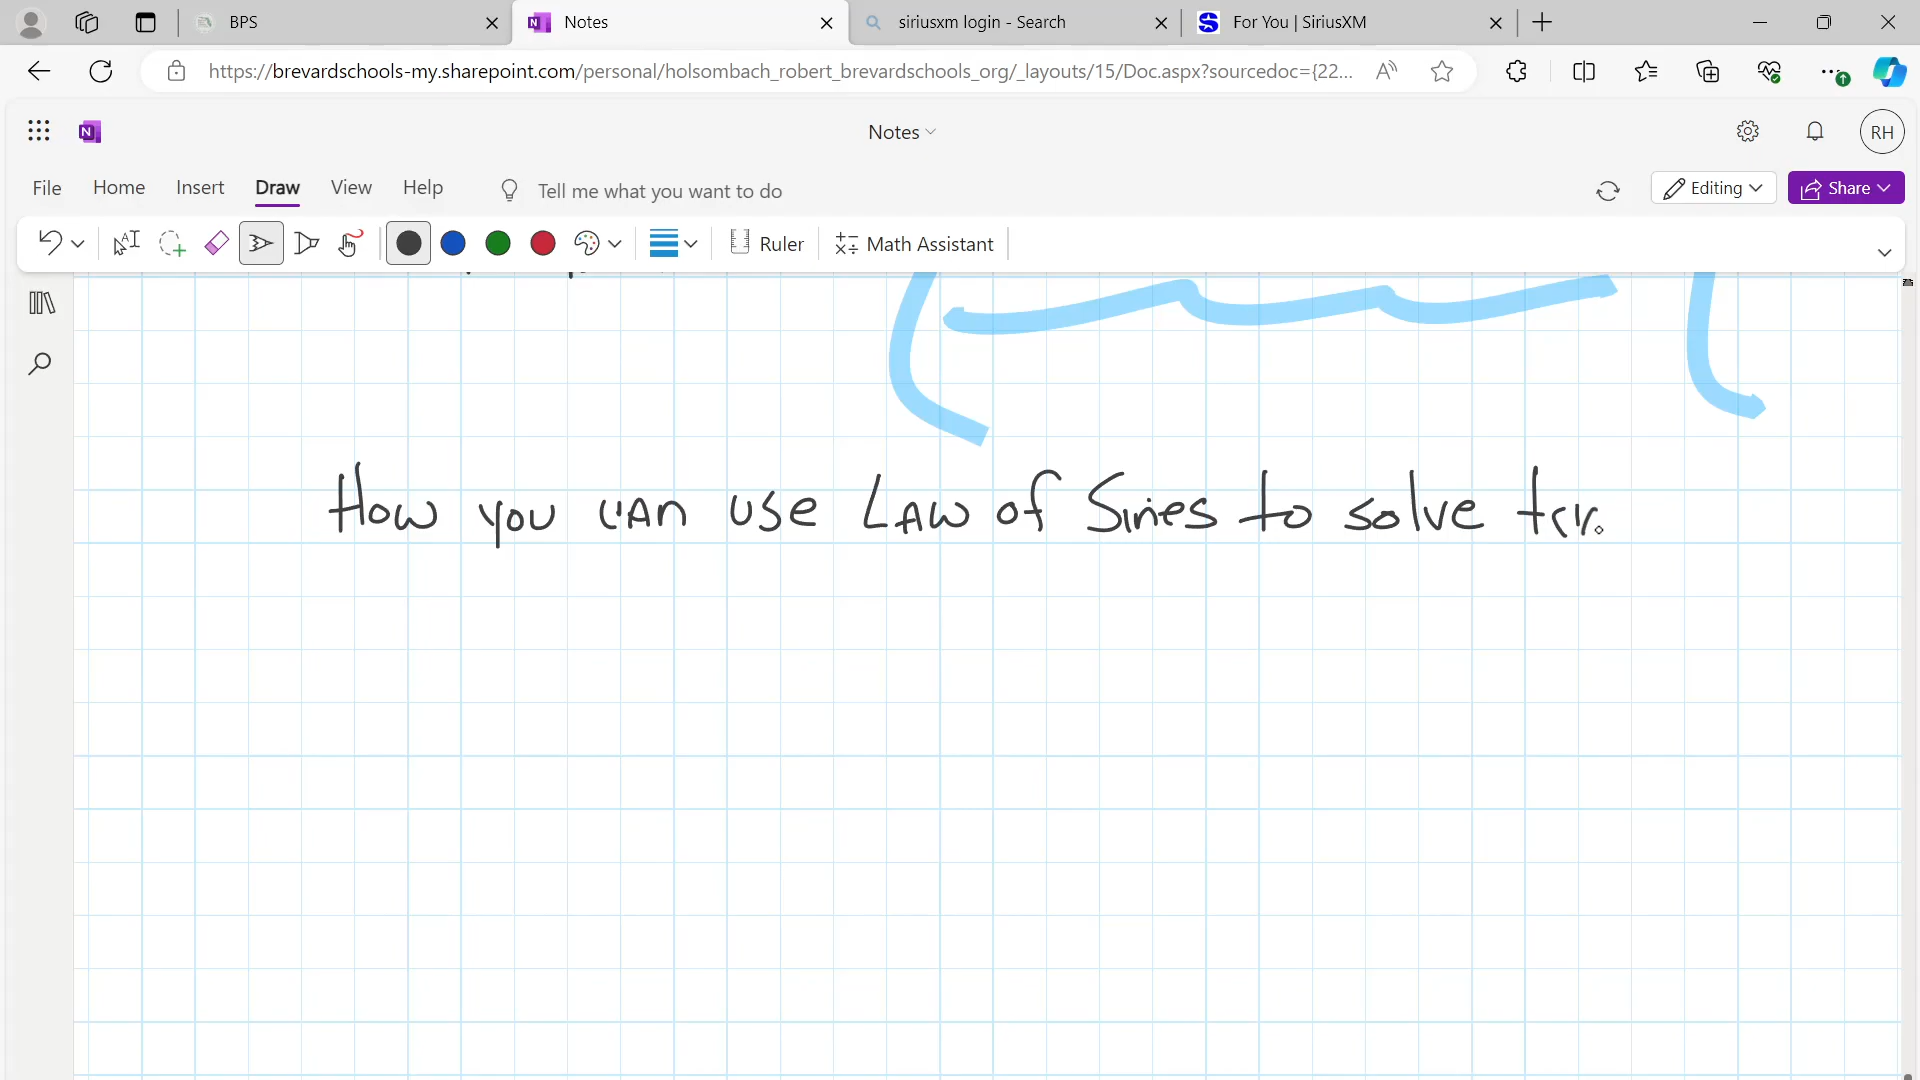 BPS
Notes
siriusxm login - Search
For You | SiriusXM
https://brevardschools-my.sharepoint.com/personal/holsombach_robert_brevardschools_org/_layouts/15/Doc.aspx?sourcedoc={22...
Notes
RH
File Home Insert Draw View Help Tell me what you want to do
Editing
Share
Ruler
Math Assistant
How you can use Law of Sines to solve tri